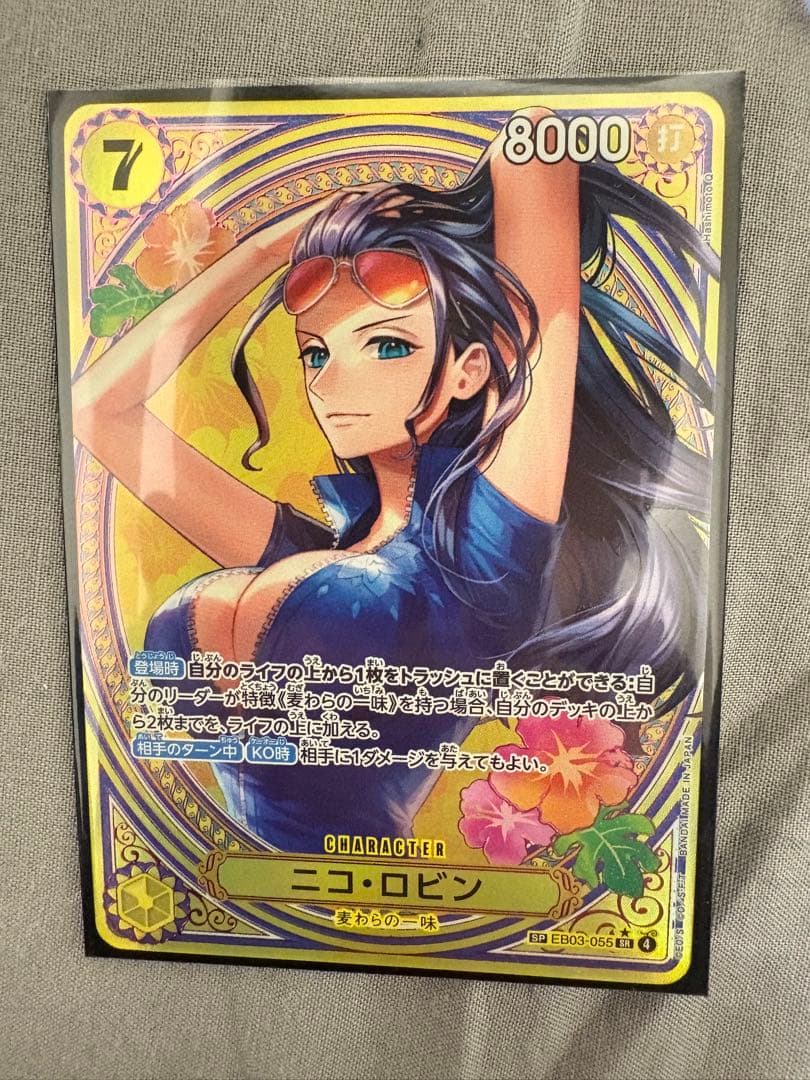 7
8000
打
HashimotoQ
登場時 自分のライフの上から1枚をトラッシュに置くことができる:自
分のリーダーが特徴《麦わらの一味》を持つ場合、自分のデッキの上か
ら2枚までを、ライフの上に加える。
相手のターン中 KO時 相手に1ダメージを与えてもよい。
CHARACTER
ニコ・ロビン
麦わらの一味
SP EB03-055 SR 4
BANDAI MADE IN JAPAN